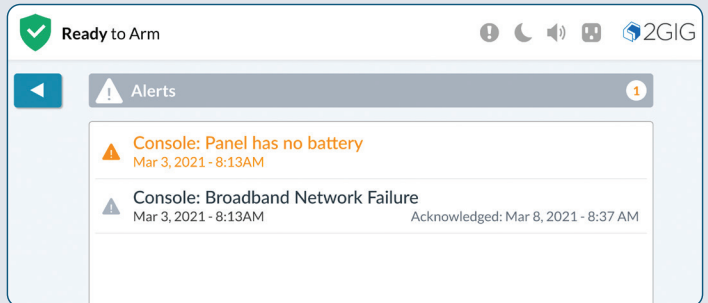 Ready to Arm
2GIG
Alerts
1
Console: Panel has no battery
Mar 3, 2021 - 8:13AM
Console: Broadband Network Failure
Mar 3, 2021 - 8:13AM Acknowledged: Mar 8, 2021 - 8:37 AM